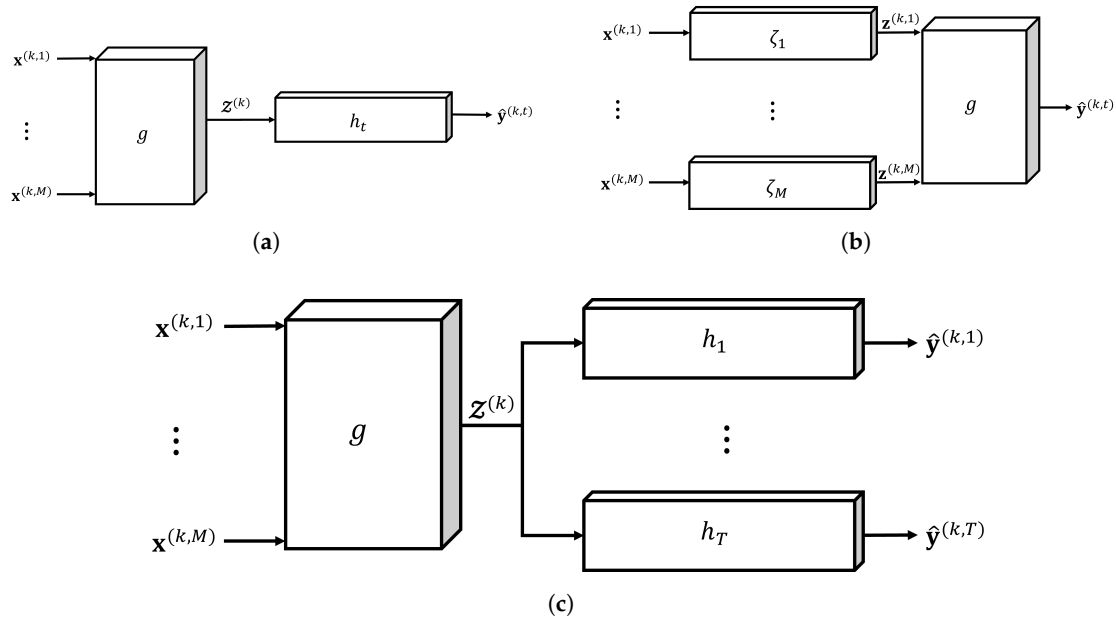 𝐱^(k,1)
⋮
𝐱^(k,M)
g
𝒵^(k)
h_t
ŷ^(k,t)
(a)
𝐱^(k,1)
⋮
𝐱^(k,M)
ζ_1
⋮
ζ_M
𝐳^(k,1)
𝐳^(k,M)
g
ŷ^(k,t)
(b)
𝐱^(k,1)
⋮
𝐱^(k,M)
g
𝒵^(k)
h_1
⋮
h_T
ŷ^(k,1)
ŷ^(k,T)
(c)